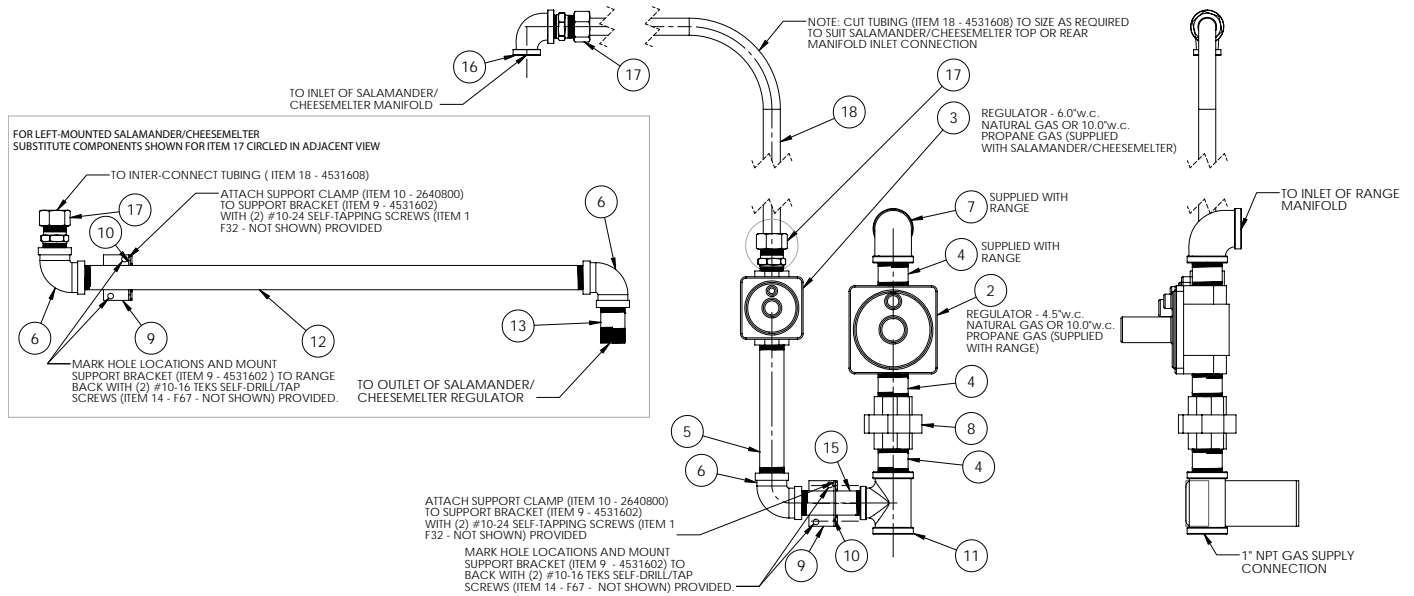 NOTE: CUT TUBING (ITEM 18 - 4531608) TO SIZE AS REQUIRED
TO SUIT SALAMANDER/CHEESEMELTER TOP OR REAR
MANIFOLD INLET CONNECTION
16
17
TO INLET OF SALAMANDER/
CHEESEMELTER MANIFOLD
17
18
3
REGULATOR - 6.0"w.c.
NATURAL GAS OR 10.0"w.c.
PROPANE GAS (SUPPLIED
WITH SALAMANDER/CHEESEMELTER)
FOR LEFT-MOUNTED SALAMANDER/CHEESEMELTER
SUBSTITUTE COMPONENTS SHOWN FOR ITEM 17 CIRCLED IN ADJACENT VIEW
TO INTER-CONNECT TUBING ( ITEM 18 - 4531608)
ATTACH SUPPORT CLAMP (ITEM 10 - 2640800)
TO SUPPORT BRACKET (ITEM 9 - 4531602)
WITH (2) #10-24 SELF-TAPPING SCREWS (ITEM 1
F32 - NOT SHOWN) PROVIDED
17
10
6
6
9
12
13
MARK HOLE LOCATIONS AND MOUNT
SUPPORT BRACKET (ITEM 9 - 4531602 ) TO RANGE
BACK WITH (2) #10-16 TEKS SELF-DRILL/TAP
SCREWS (ITEM 14 - F67 - NOT SHOWN) PROVIDED.
TO OUTLET OF SALAMANDER/
CHEESEMELTER REGULATOR
7
SUPPLIED WITH
RANGE
4
SUPPLIED WITH
RANGE
2
REGULATOR - 4.5"w.c.
NATURAL GAS OR 10.0"w.c.
PROPANE GAS (SUPPLIED
WITH RANGE)
TO INLET OF RANGE
MANIFOLD
4
8
5
15
4
6
ATTACH SUPPORT CLAMP (ITEM 10 - 2640800)
TO SUPPORT BRACKET (ITEM 9 - 4531602)
WITH (2) #10-24 SELF-TAPPING SCREWS (ITEM 1
F32 - NOT SHOWN) PROVIDED
MARK HOLE LOCATIONS AND MOUNT
SUPPORT BRACKET (ITEM 9 - 4531602) TO
BACK WITH (2) #10-16 TEKS SELF-DRILL/TAP
SCREWS (ITEM 14 - F67 - NOT SHOWN) PROVIDED.
9
10
11
1" NPT GAS SUPPLY
CONNECTION